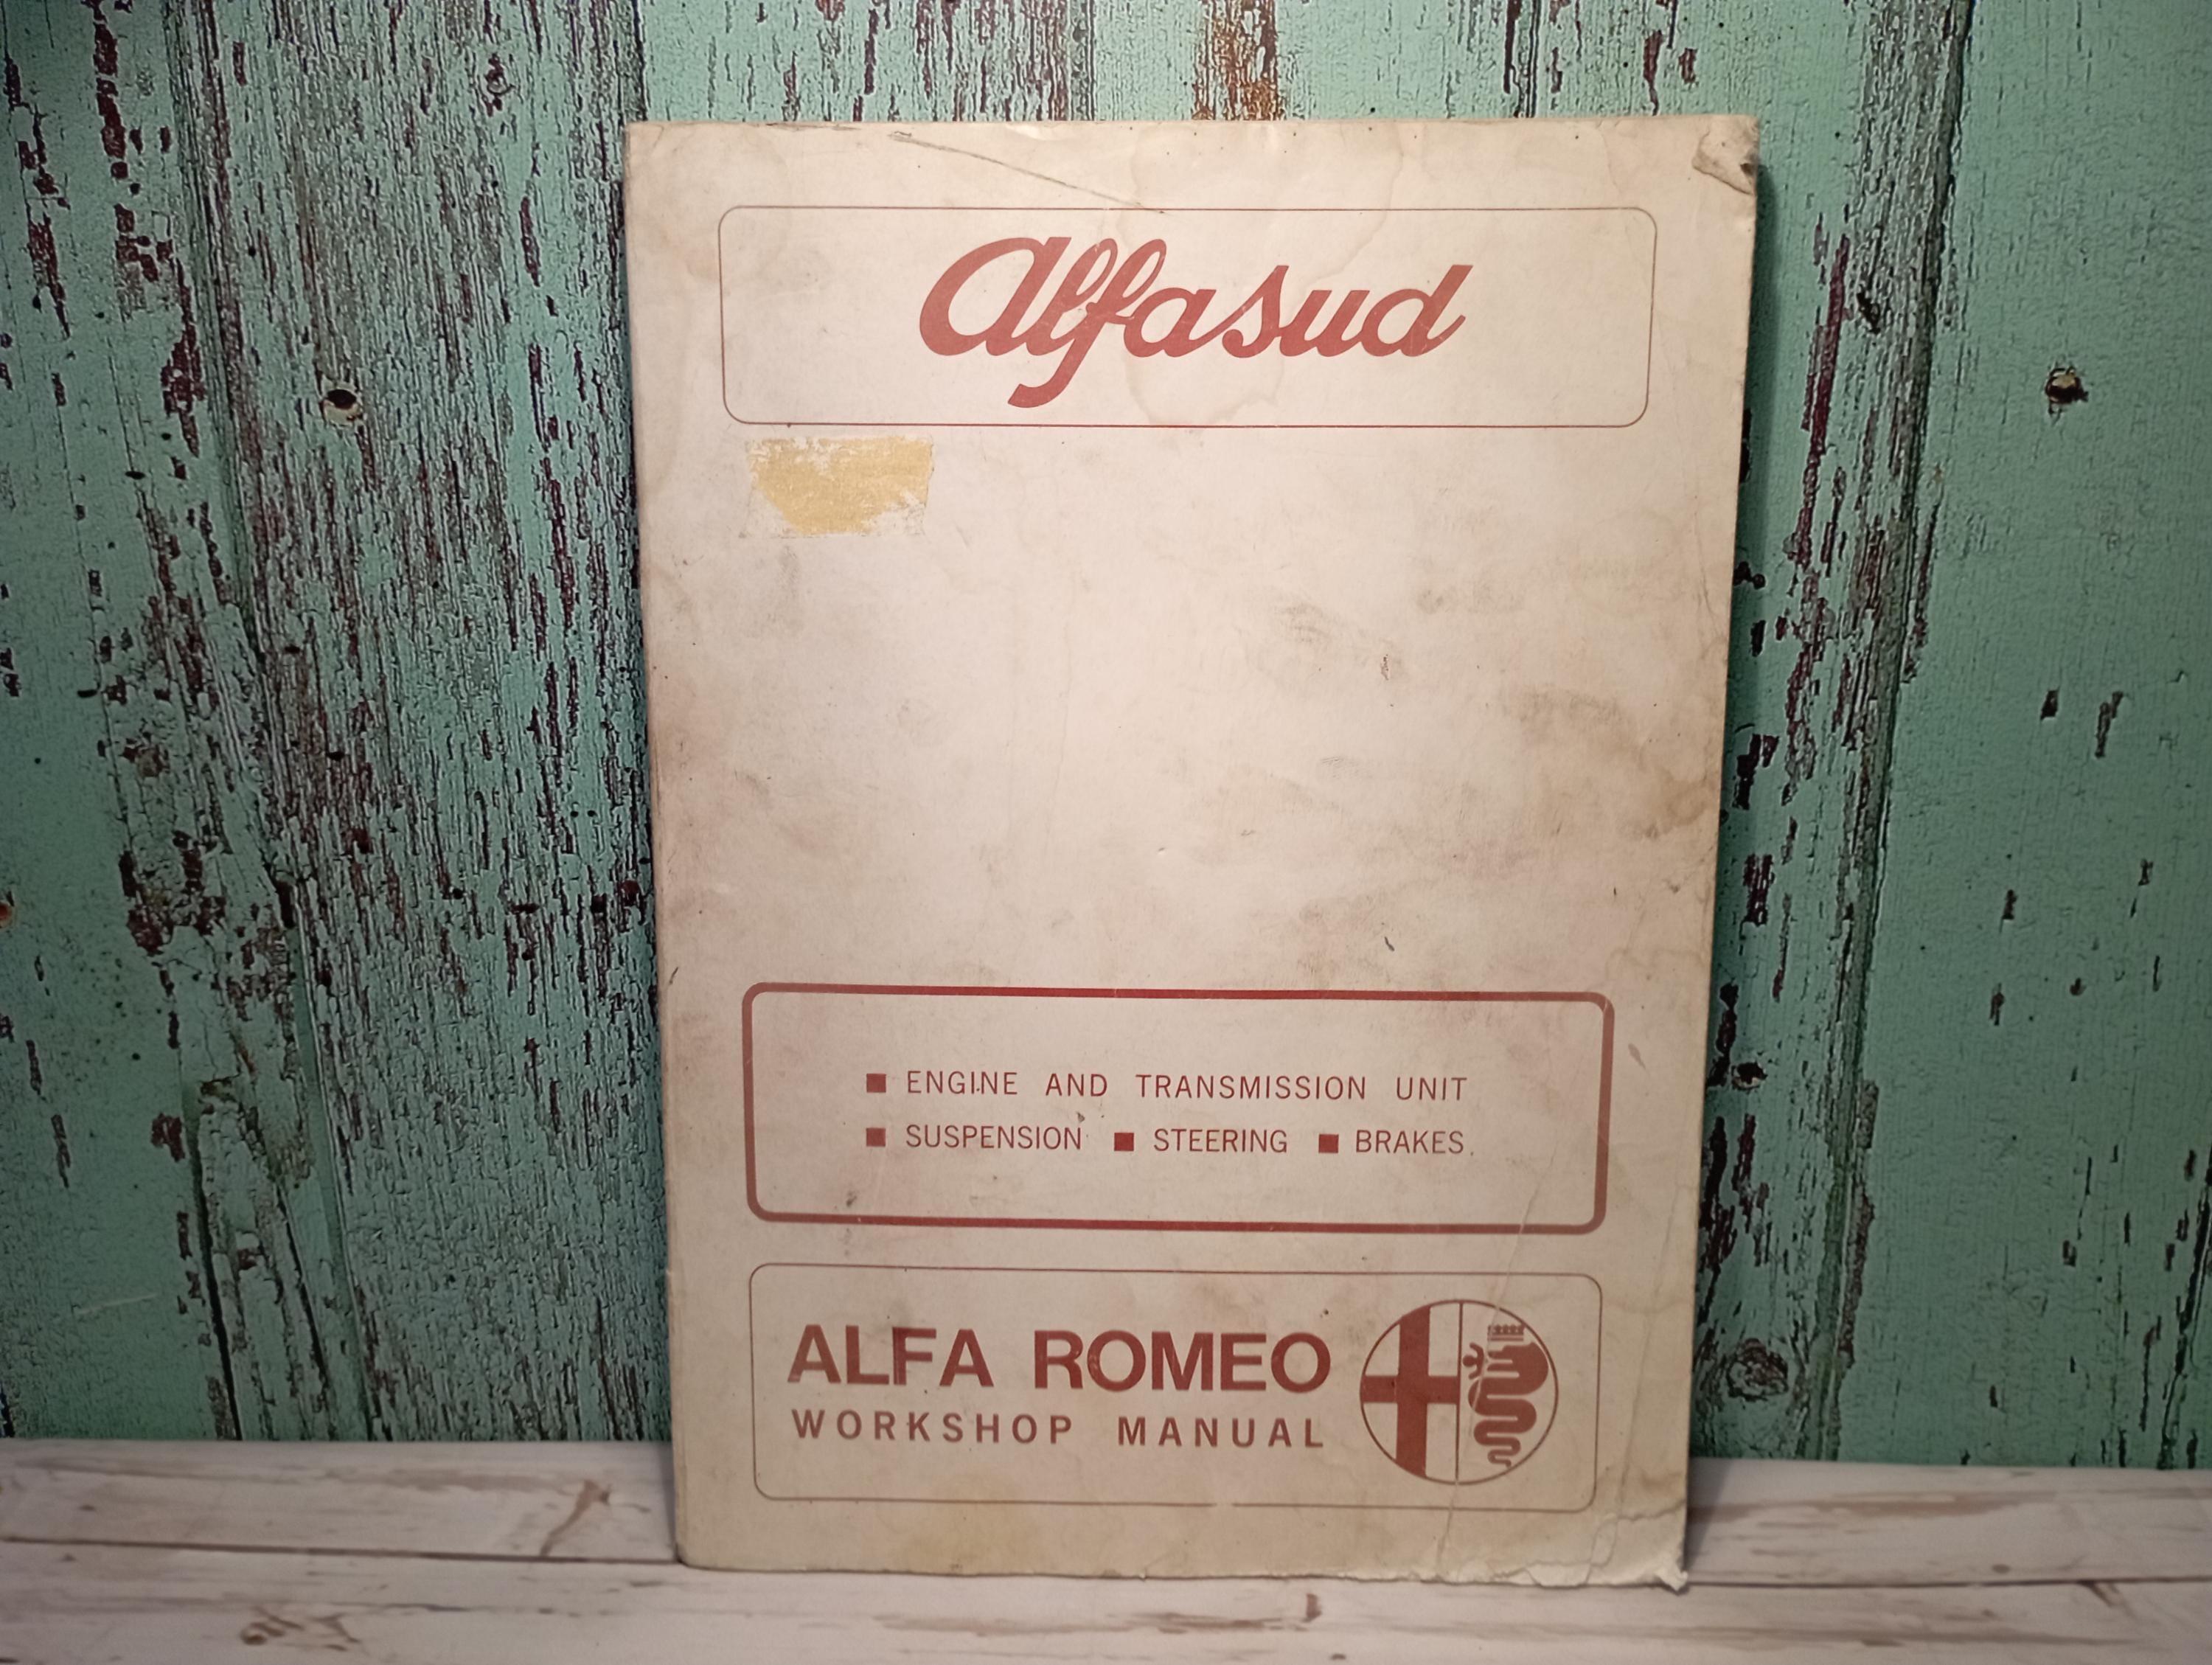 alfasud
■ ENGINE AND TRANSMISSION UNIT
■ SUSPENSION ■ STEERING ■ BRAKES
ALFA ROMEO
WORKSHOP MANUAL